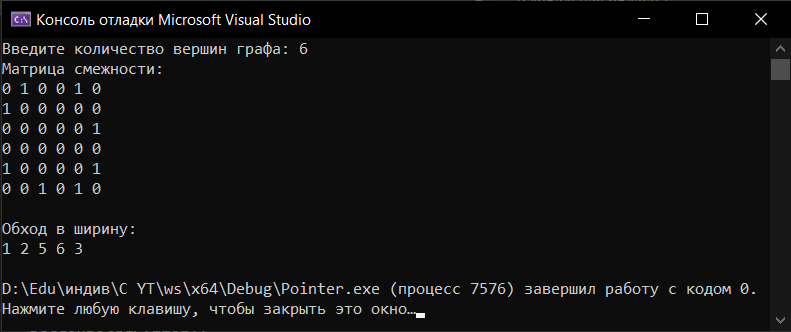 Консоль отладки Microsoft Visual Studio
Введите количество вершин графа: 6
Матрица смежности:
0 1 0 0 1 0
1 0 0 0 0 0
0 0 0 0 0 1
0 0 0 0 0 0
1 0 0 0 0 1
0 0 1 0 1 0
Обход в ширину:
1 2 5 6 3
D:\Edu\индив\C YT\ws\x64\Debug\Pointer.exe (процесс 7576) завершил работу с кодом 0.
Нажмите любую клавишу, чтобы закрыть это окно…